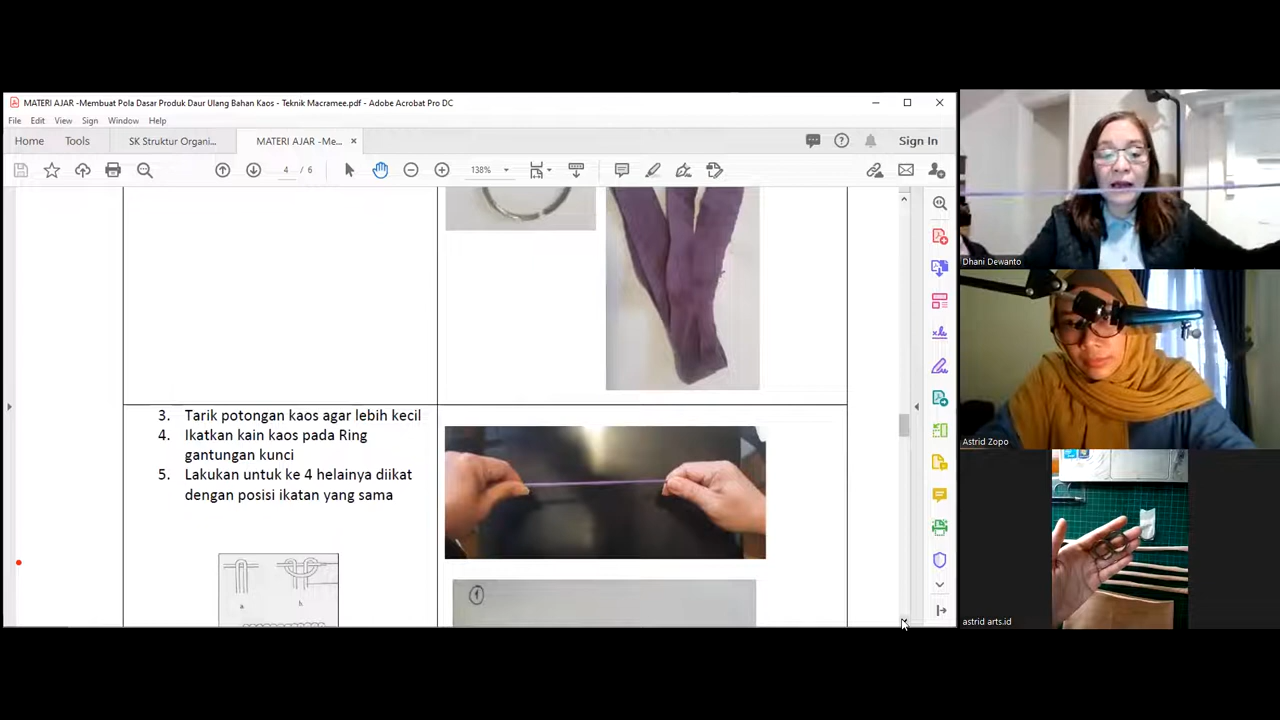 MATERI AJAR -Membuat Pola Dasar Produk Daur Ulang Bahan Kaos - Teknik Macramee.pdf - Adobe Acrobat Pro DC
File Edit View Sign Window Help
Home Tools SK Struktur Organi... MATERI AJAR -Me... × Sign In
4 / 6 138%
3. Tarik potongan kaos agar lebih kecil
4. Ikatkan kain kaos pada Ring
gantungan kunci
5. Lakukan untuk ke 4 helainya diikat
dengan posisi ikatan yang sama
a b
1
Dhani Dewanto
Astrid Zopo
astrid arts.id